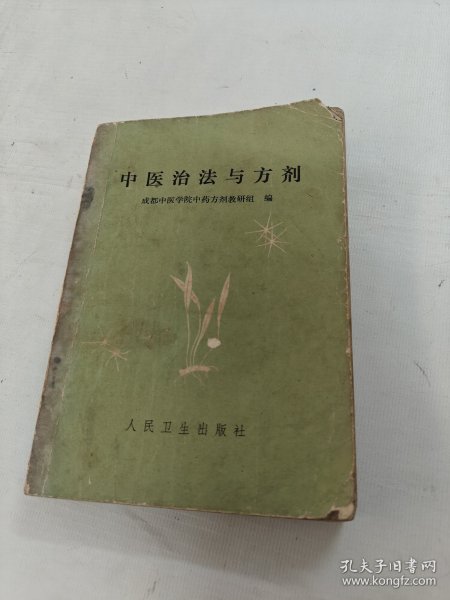 中医治法与方剂
成都中医学院中药方剂教研组 编
人民卫生出版社
孔夫子旧书网
www.kongfz.com